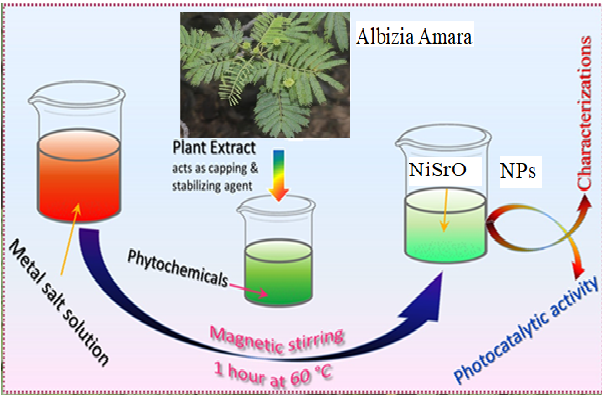 Albizia Amara
Plant Extract
acts as capping &
stabilizing agent
Metal salt solution
Phytochemicals
Magnetic stirring
1 hour at 60 °C
NiSrO NPs
Characterizations
Photocatalytic activity